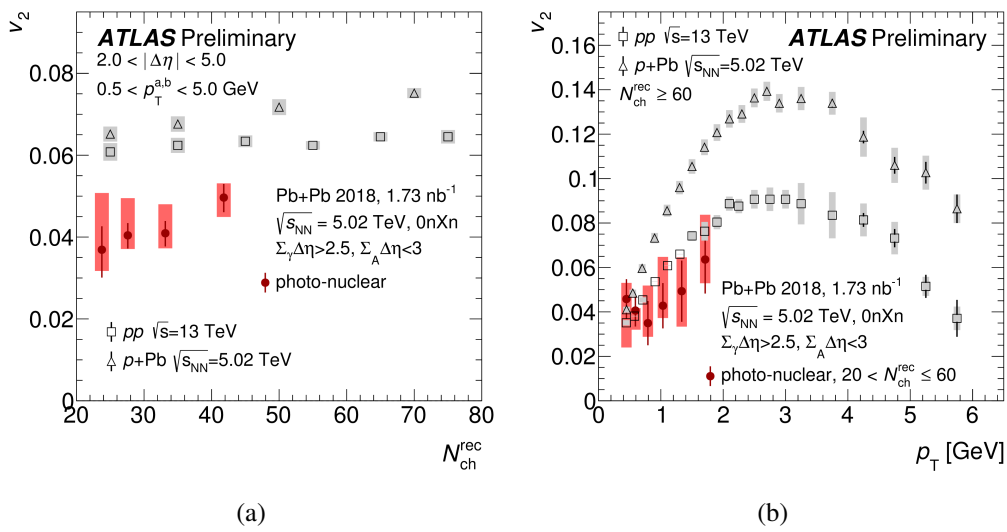 v₂
ATLAS Preliminary
2.0 < |Δη| < 5.0
0.5 < p_T^{a,b} < 5.0 GeV
Pb+Pb 2018, 1.73 nb⁻¹
√s_NN = 5.02 TeV, 0nXn
Σ_γΔη>2.5, Σ_AΔη<3
photo-nuclear
pp √s=13 TeV
p+Pb √s_NN=5.02 TeV
0.08
0.06
0.04
0.02
0
20 30 40 50 60 70 80
N_ch^rec
(a)
v₂
pp √s=13 TeV
ATLAS Preliminary
p+Pb √s_NN=5.02 TeV
N_ch^rec ≥ 60
Pb+Pb 2018, 1.73 nb⁻¹
√s_NN = 5.02 TeV, 0nXn
Σ_γΔη>2.5, Σ_AΔη<3
photo-nuclear, 20 < N_ch^rec ≤ 60
0.16
0.14
0.12
0.1
0.08
0.06
0.04
0.02
0
0 1 2 3 4 5 6
p_T [GeV]
(b)